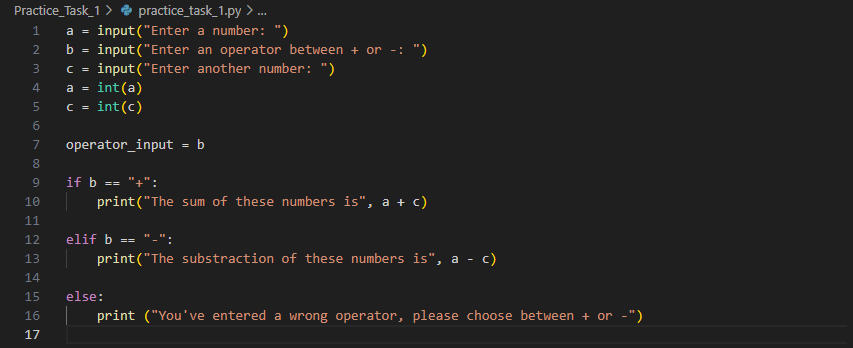 Practice_Task_1 > practice_task_1.py > ...
1 a = input("Enter a number: ")
2 b = input("Enter an operator between + or -: ")
3 c = input("Enter another number: ")
4 a = int(a)
5 c = int(c)
6
7 operator_input = b
8
9 if b == "+":
10     print("The sum of these numbers is", a + c)
11
12 elif b == "-":
13     print("The substraction of these numbers is", a - c)
14
15 else:
16     print ("You've entered a wrong operator, please choose between + or -")
17